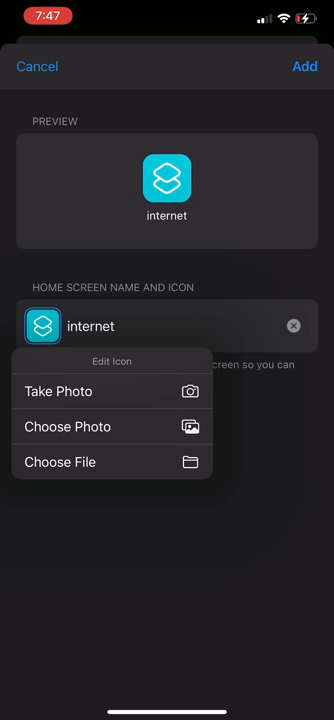 7:47
Cancel
Add
PREVIEW
internet
HOME SCREEN NAME AND ICON
internet
creen so you can
Edit Icon
Take Photo
Choose Photo
Choose File